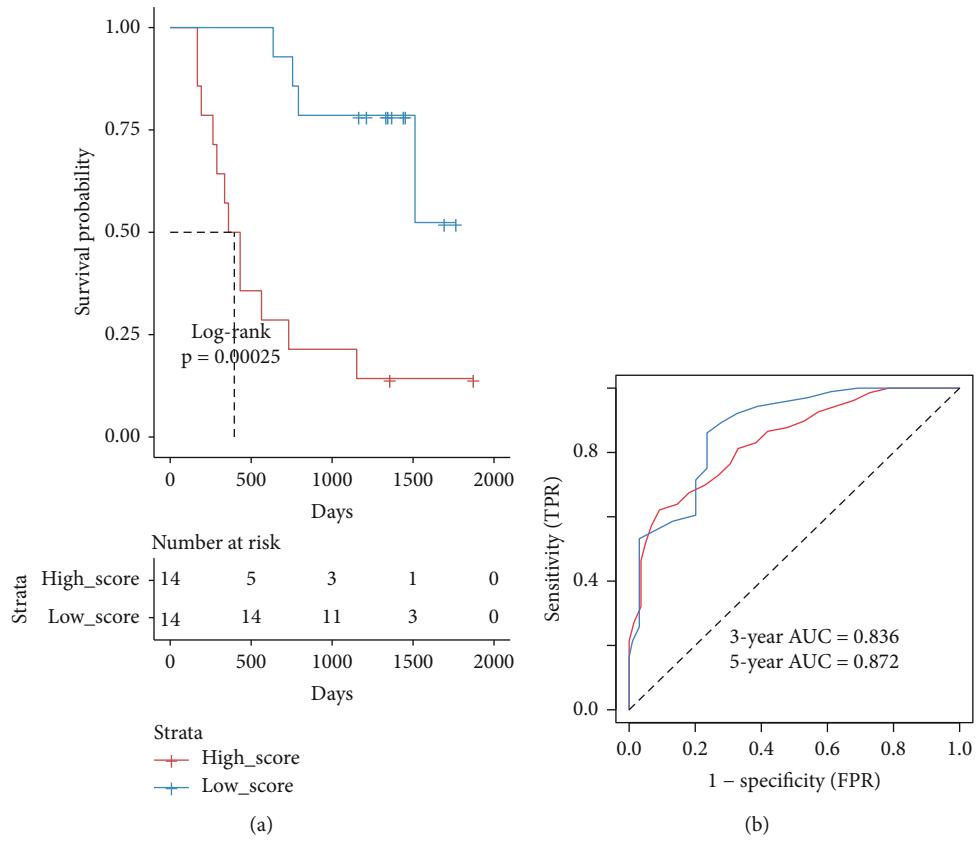 1.00
0.75
0.50
0.25
0.00
Survival probability
Log-rank
p = 0.00025
0 500 1000 1500 2000
Days
Number at risk
Strata
High_score 14 5 3 1 0
Low_score 14 14 11 3 0
0 500 1000 1500 2000
Days
Strata
High_score
Low_score
(a)
0.8
0.4
0.0
Sensitivity (TPR)
3-year AUC = 0.836
5-year AUC = 0.872
0.0 0.2 0.4 0.6 0.8 1.0
1 − specificity (FPR)
(b)